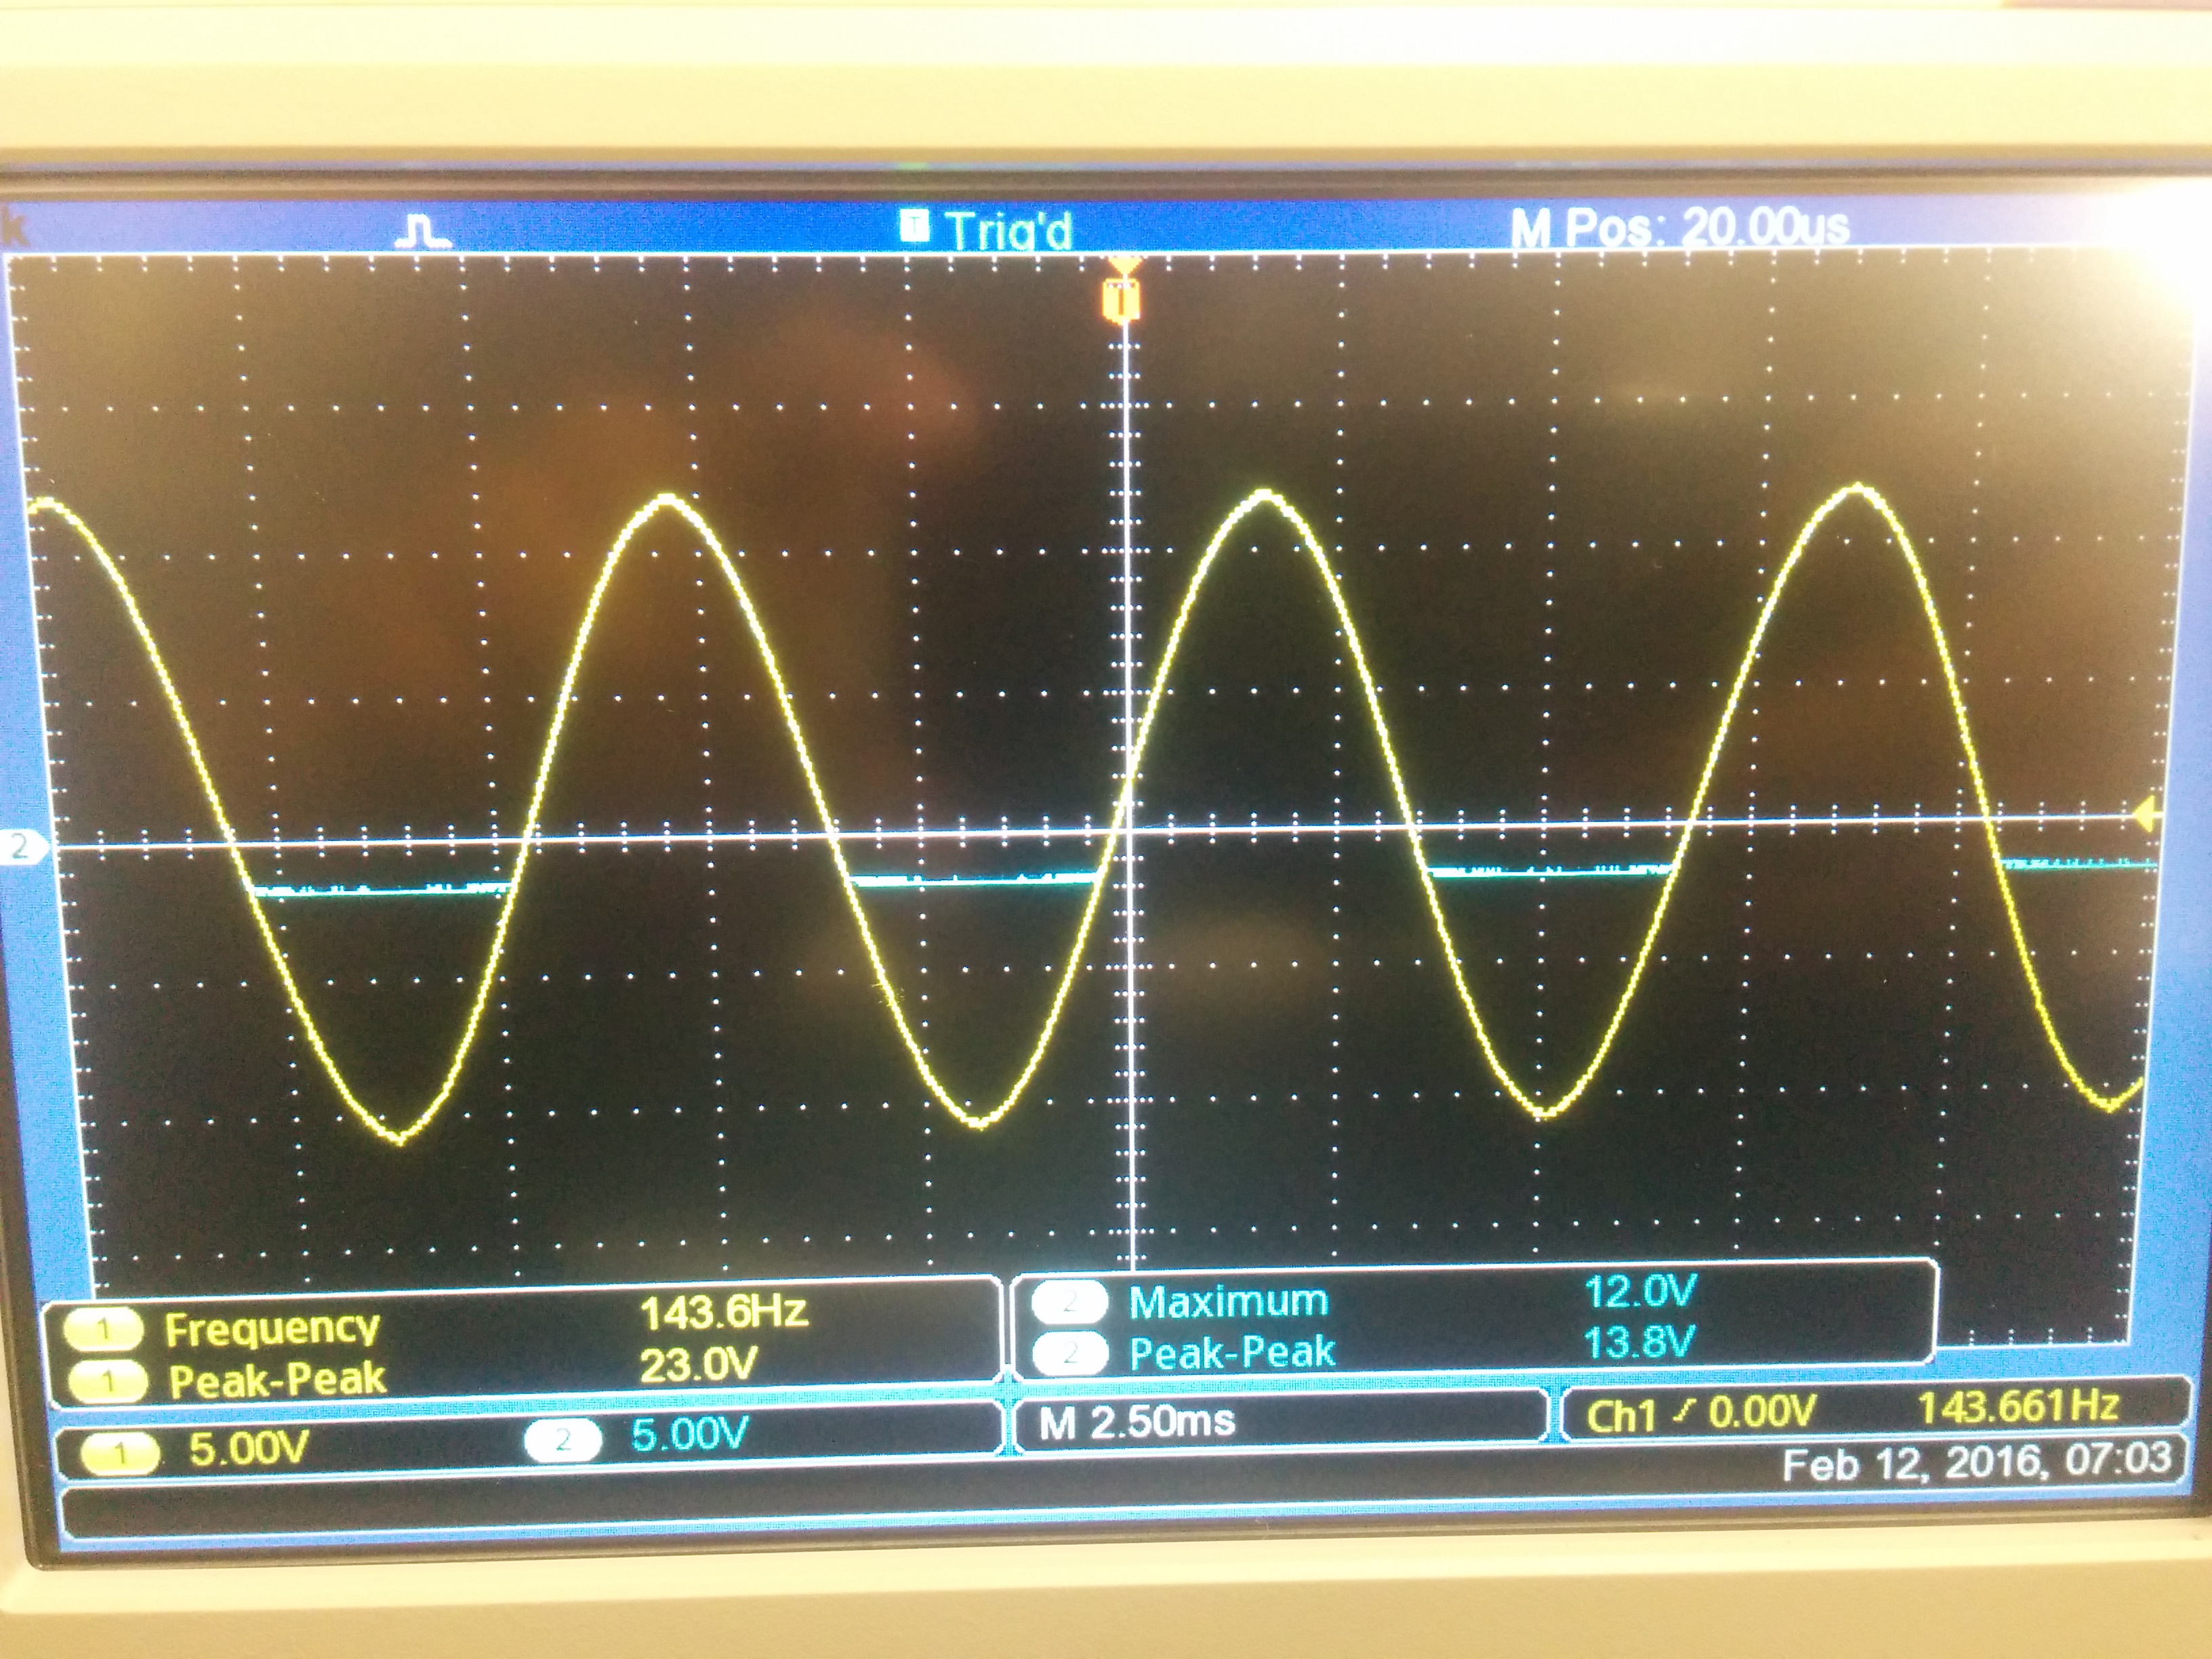 k T Trig'd M Pos: 20.00us
T
2
1 Frequency 143.6Hz
1 Peak-Peak 23.0V
2 Maximum 12.0V
2 Peak-Peak 13.8V
1 5.00V 2 5.00V M 2.50ms Ch1 0.00V 143.661Hz
Feb 12, 2016, 07:03